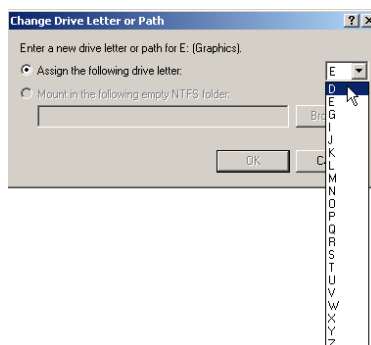 Change Drive Letter or Path
Enter a new drive letter or path for E: (Graphics).
Assign the following drive letter:
E
Mount in the following empty NTFS folder:
Bro
OK
C
D
E
G
I
J
K
L
M
N
O
P
Q
R
S
T
U
V
W
X
Y
Z